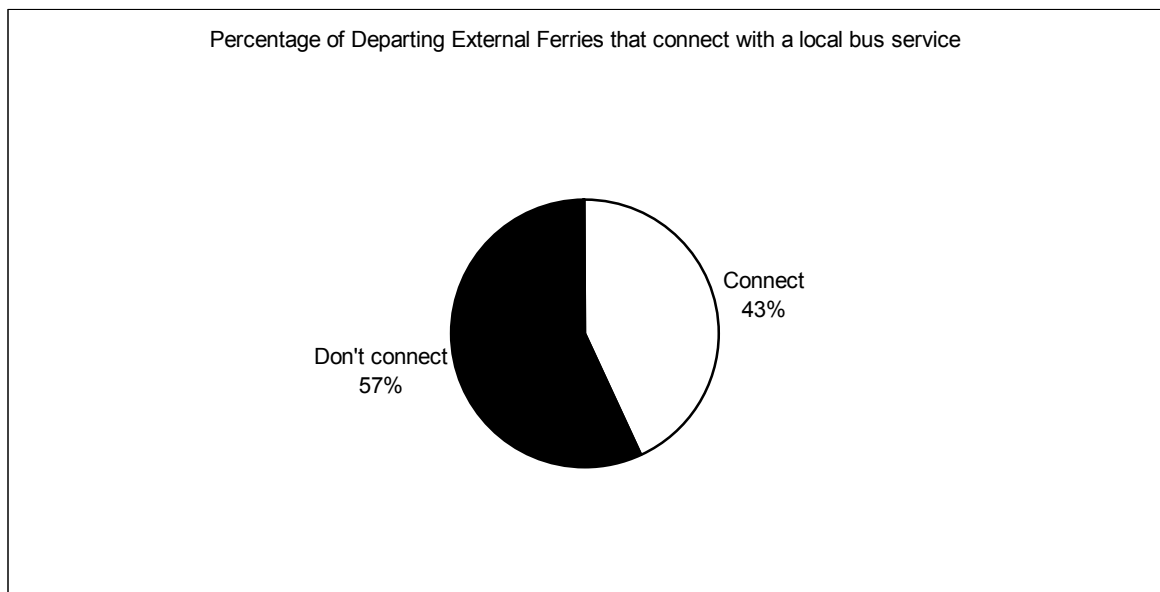 Percentage of Departing External Ferries that connect with a local bus service
Connect
43%
Don't connect
57%